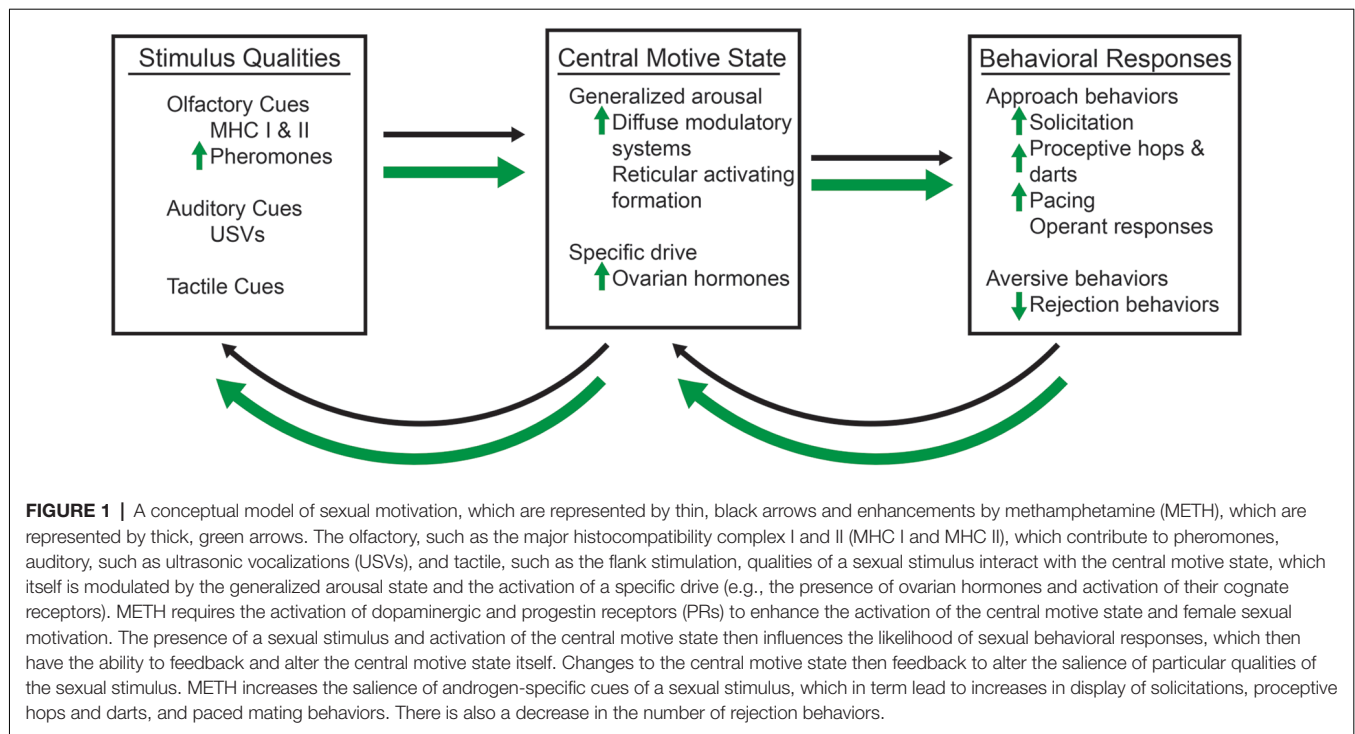 Stimulus Qualities
Olfactory Cues
MHC I & II
Pheromones
Auditory Cues
USVs
Tactile Cues
Central Motive State
Generalized arousal
Diffuse modulatory
systems
Reticular activating
formation
Specific drive
Ovarian hormones
Behavioral Responses
Approach behaviors
Solicitation
Proceptive hops &
darts
Pacing
Operant responses
Aversive behaviors
Rejection behaviors
FIGURE 1 | A conceptual model of sexual motivation, which are represented by thin, black arrows and enhancements by methamphetamine (METH), which are
represented by thick, green arrows. The olfactory, such as the major histocompatibility complex I and II (MHC I and MHC II), which contribute to pheromones,
auditory, such as ultrasonic vocalizations (USVs), and tactile, such as the flank stimulation, qualities of a sexual stimulus interact with the central motive state, which
itself is modulated by the generalized arousal state and the activation of a specific drive (e.g., the presence of ovarian hormones and activation of their cognate
receptors). METH requires the activation of dopaminergic and progestin receptors (PRs) to enhance the activation of the central motive state and female sexual
motivation. The presence of a sexual stimulus and activation of the central motive state then influences the likelihood of sexual behavioral responses, which then
have the ability to feedback and alter the central motive state itself. Changes to the central motive state then feedback to alter the salience of particular qualities of
the sexual stimulus. METH increases the salience of androgen-specific cues of a sexual stimulus, which in term lead to increases in display of solicitations, proceptive
hops and darts, and paced mating behaviors. There is also a decrease in the number of rejection behaviors.